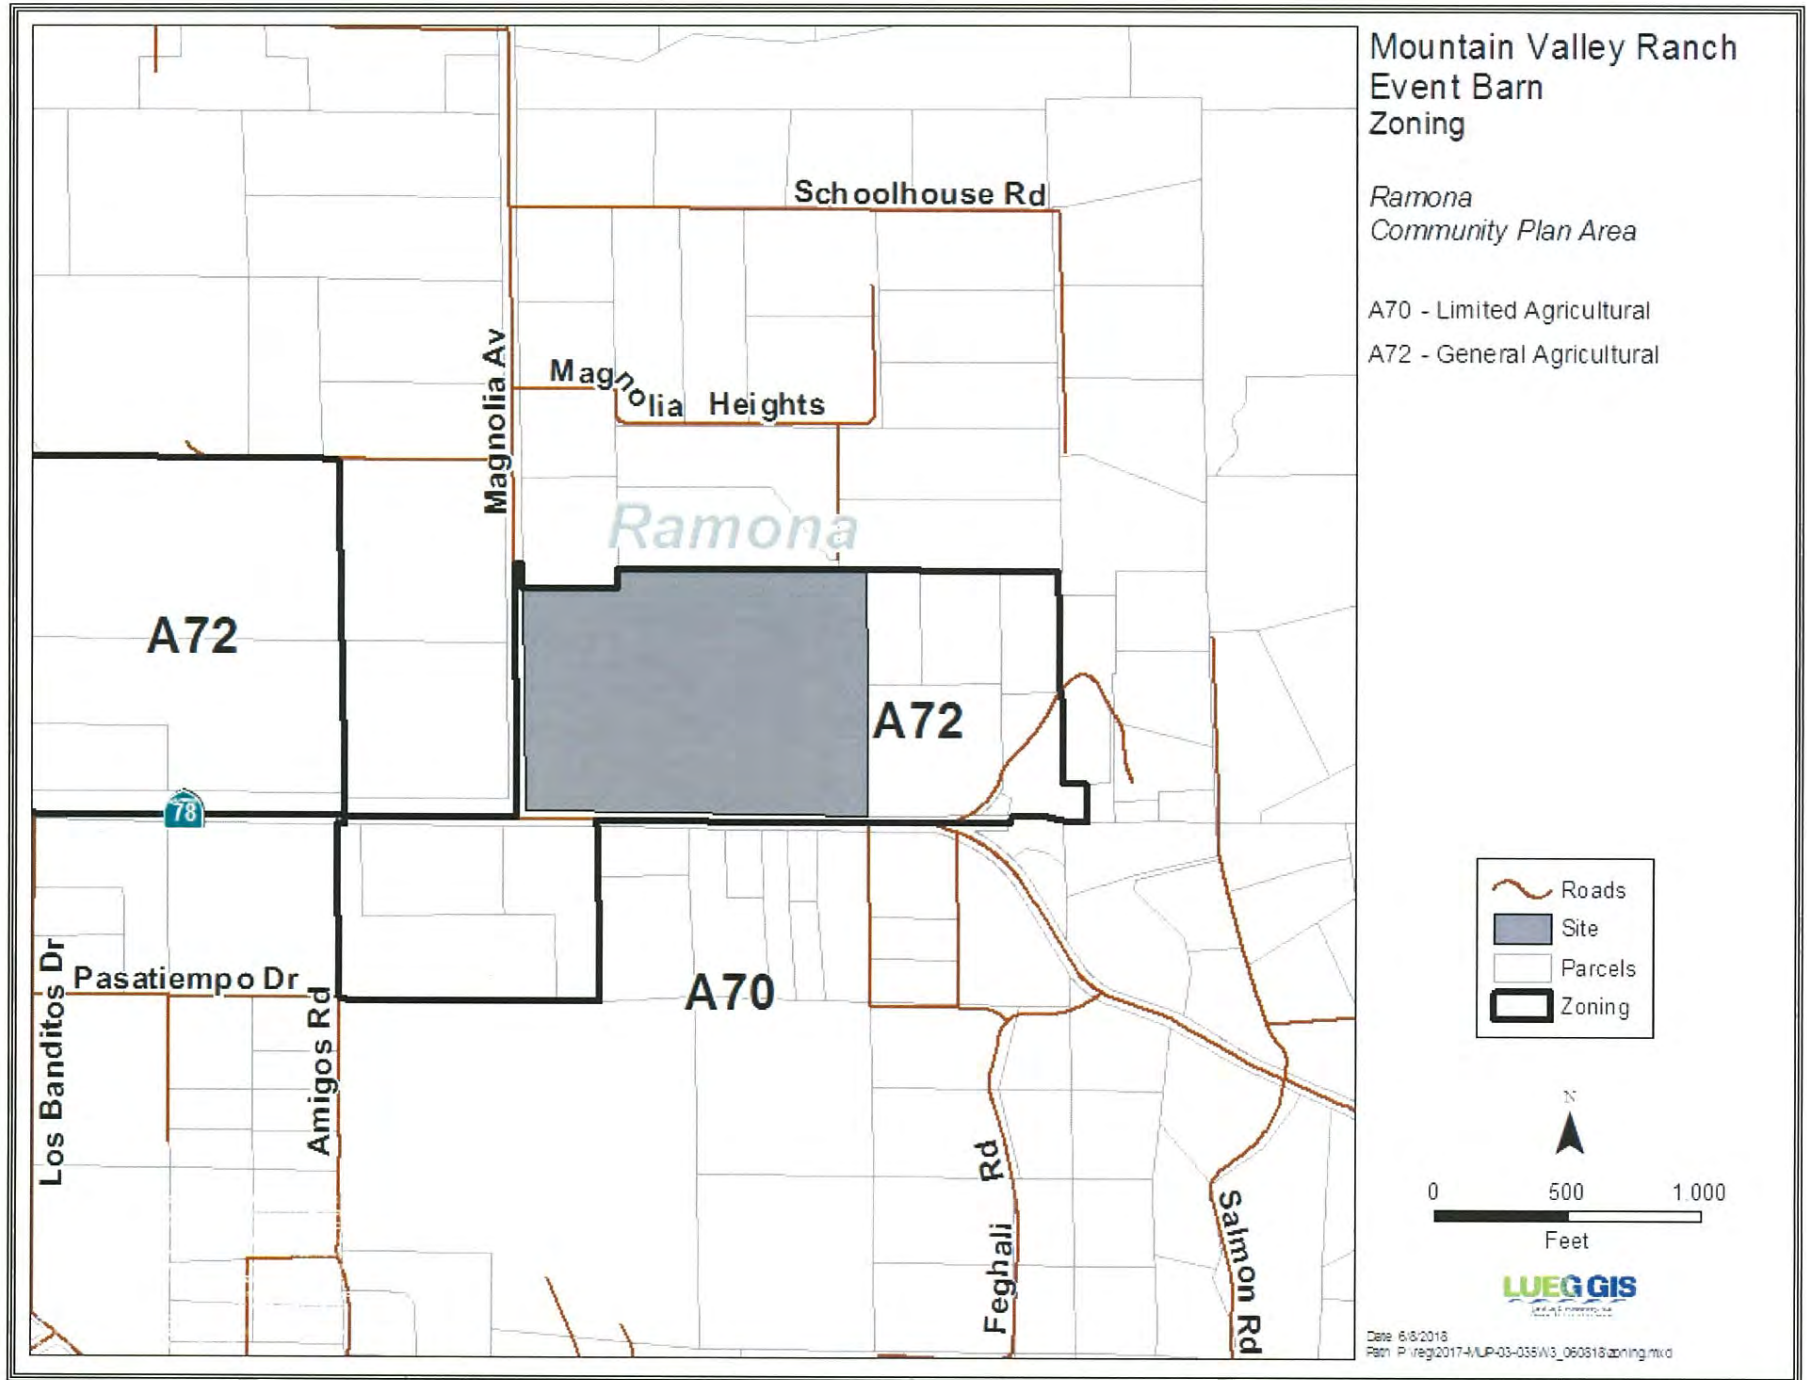 Mountain Valley Ranch
Event Barn
Zoning
Ramona
Community Plan Area
A70 - Limited Agricultural
A72 - General Agricultural
Schoolhouse Rd
Magnolia Av
Magnolia Heights
Ramona
A72
A72
78
Pasatiempo Dr
Los Banditos Dr
Amigos Rd
A70
Feghali Rd
Salmon Rd
Roads
Site
Parcels
Zoning
N
0 500 1.000
Feet
LUEG GIS
Date 6/8/2018